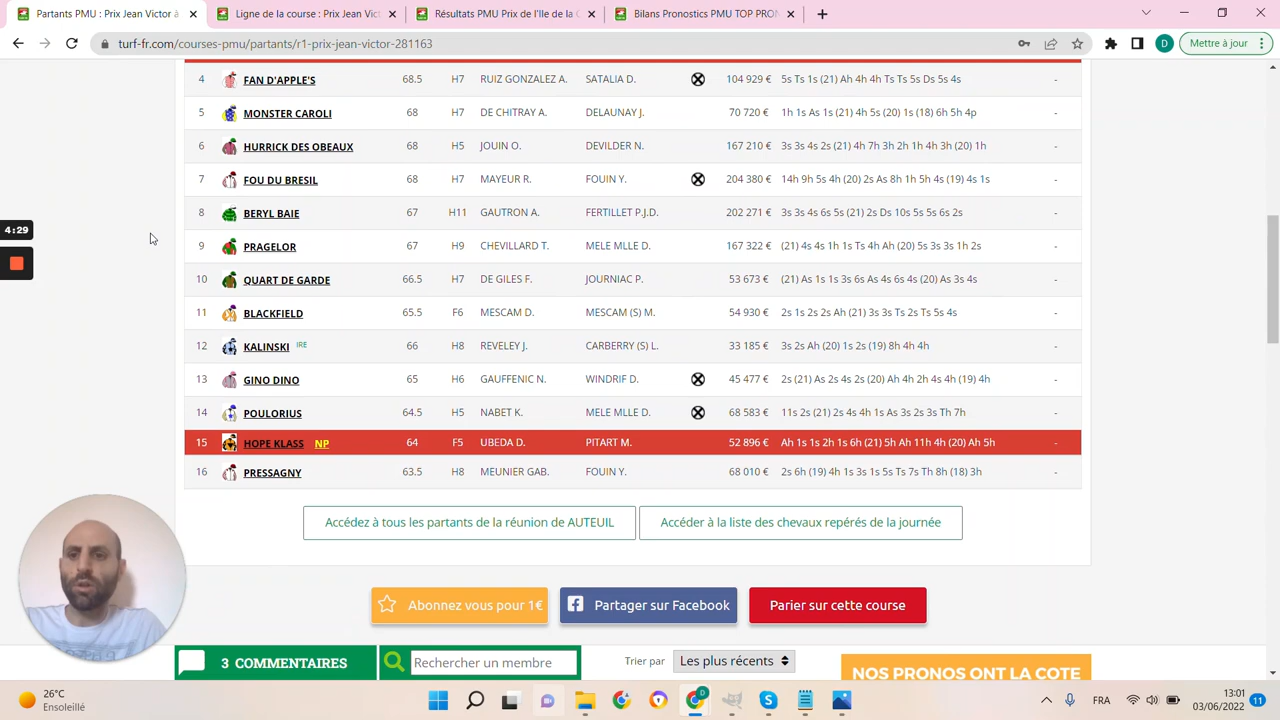 Partants PMU : Prix Jean Victor à
Ligne de la course : Prix Jean Vict
Résultats PMU Prix de l'Ile de la C
Bilans Pronostics PMU TOP PRON
turf-fr.com/courses-pmu/partants/r1-prix-jean-victor-281163
D
Mettre à jour
4 FAN D'APPLE'S 68.5 H7 RUIZ GONZALEZ A. SATALIA D. 104 929 € 5s Ts 1s (21) Ah 4h 4h Ts Ts 5s Ds 5s 4s -
5 MONSTER CAROLI 68 H7 DE CHITRAY A. DELAUNAY J. 70 720 € 1h 1s As 1s (21) 4h 5s (20) 1s (18) 6h 5h 4p -
6 HURRICK DES OBEAUX 68 H5 JOUIN O. DEVILDER N. 167 210 € 3s 3s 4s 2s (21) 4h 7h 3h 2h 1h 4h 3h (20) 1h -
7 FOU DU BRESIL 68 H7 MAYEUR R. FOUIN Y. 204 380 € 14h 9h 5s 4h (20) 2s As 8h 1h 5h 4s (19) 4s 1s -
8 BERYL BAIE 67 H11 GAUTRON A. FERTILLET P.J.D. 202 271 € 3s 3s 4s 6s 5s (21) 2s Ds 10s 5s 5s 6s 2s -
9 PRAGELOR 67 H9 CHEVILLARD T. MELE MLLE D. 167 322 € (21) 4s 4s 1h 1s Ts 4h Ah (20) 5s 3s 3s 1h 2s -
10 QUART DE GARDE 66.5 H7 DE GILES F. JOURNIAC P. 53 673 € (21) As 1s 1s 3s 6s As 4s 6s 4s (20) As 3s 4s -
11 BLACKFIELD 65.5 F6 MESCAM D. MESCAM (S) M. 54 930 € 2s 1s 2s 2s Ah (21) 3s 3s Ts 2s Ts 5s 4s -
12 KALINSKI IRE 66 H8 REVELEY J. CARBERRY (S) L. 33 185 € 3s 2s Ah (20) 1s 2s (19) 8h 4h 4h -
13 GINO DINO 65 H6 GAUFFENIC N. WINDRIF D. 45 477 € 2s (21) As 2s 4s 2s (20) Ah 4h 2s 4s 4h (19) 4h -
14 POULORIUS 64.5 H5 NABET K. MELE MLLE D. 68 583 € 11s 2s (21) 2s 4s 4h 1s As 3s 2s 3s Th 7h -
15 HOPE KLASS NP 64 F5 UBEDA D. PITART M. 52 896 € Ah 1s 1s 2h 1s 6h (21) 5h Ah 11h 4h (20) Ah 5h -
16 PRESSAGNY 63.5 H8 MEUNIER GAB. FOUIN Y. 68 010 € 2s 6h (19) 4h 1s 3s 1s 5s Ts 7s Th 8h (18) 3h -
4:29
Accédez à tous les partants de la réunion de AUTEUIL
Accéder à la liste des chevaux repérés de la journée
Abonnez vous pour 1€
Partager sur Facebook
Parier sur cette course
3 COMMENTAIRES
Rechercher un membre
Trier par
Les plus récents
NOS PRONOS ONT LA COTE
26°C
Ensoleillé
D
FRA
13:01
03/06/2022
11